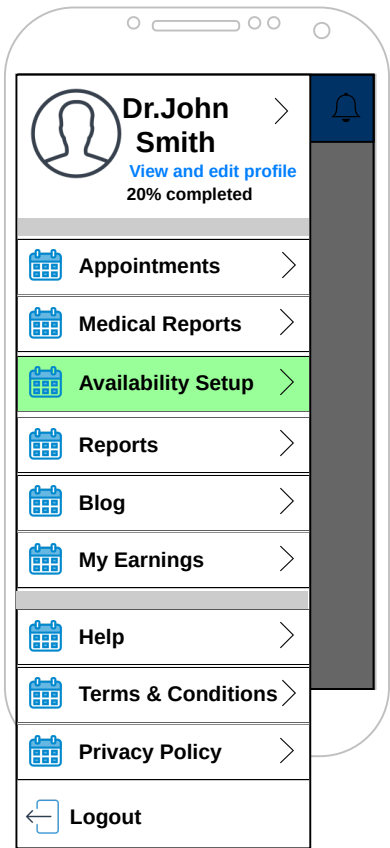 Dr.John
Smith
View and edit profile
20% completed
Appointments
Medical Reports
Availability Setup
Reports
Blog
My Earnings
Help
Terms & Conditions
Privacy Policy
Logout